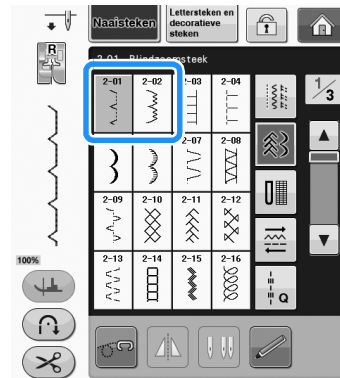 Naaisteken
Lettersteken en
decoratieve
steken
R
2-01 Blindzoomsteek
1/3
2-01 2-02 2-03 2-04
2-07 2-08
2-09 2-10 2-11 2-12
2-13 2-14 2-15 2-16
100%
Q